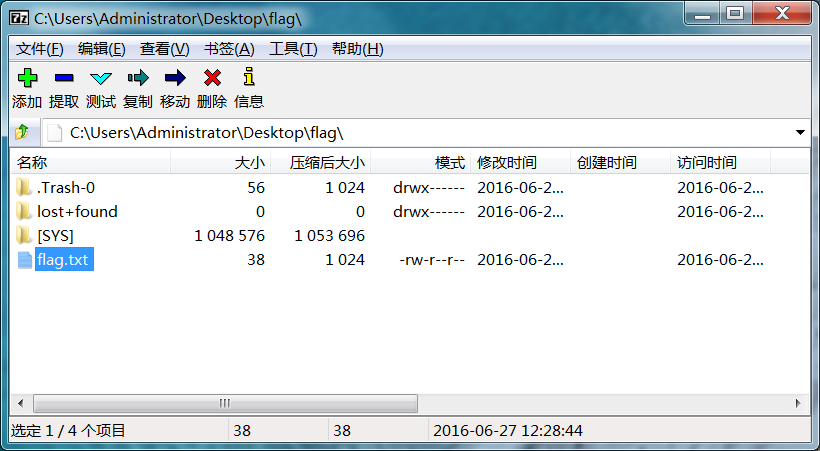 C:\Users\Administrator\Desktop\flag\
文件(F) 编辑(E) 查看(V) 书签(A) 工具(T) 帮助(H)
添加 提取 测试 复制 移动 删除 信息
C:\Users\Administrator\Desktop\flag\
名称 大小 压缩后大小 模式 修改时间 创建时间 访问时间
.Trash-0 56 1 024 drwx------ 2016-06-2... 2016-06-2...
lost+found 0 0 drwx------ 2016-06-2... 2016-06-2...
[SYS] 1 048 576 1 053 696
flag.txt 38 1 024 -rw-r--r-- 2016-06-2... 2016-06-2...
选定 1 / 4 个项目 38 38 2016-06-27 12:28:44